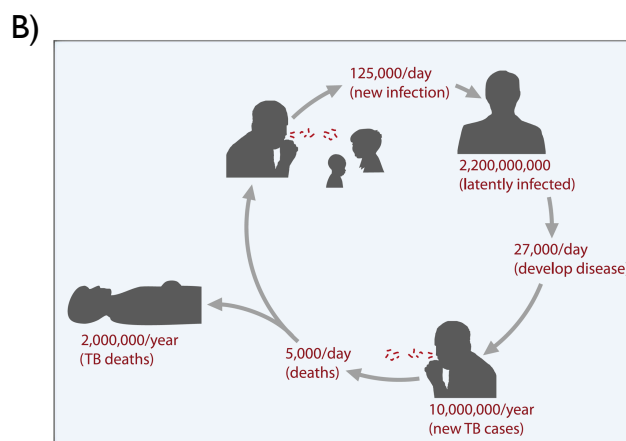 B)
125,000/day
(new infection)
2,200,000,000
(latently infected)
27,000/day
(develop disease)
10,000,000/year
(new TB cases)
5,000/day
(deaths)
2,000,000/year
(TB deaths)